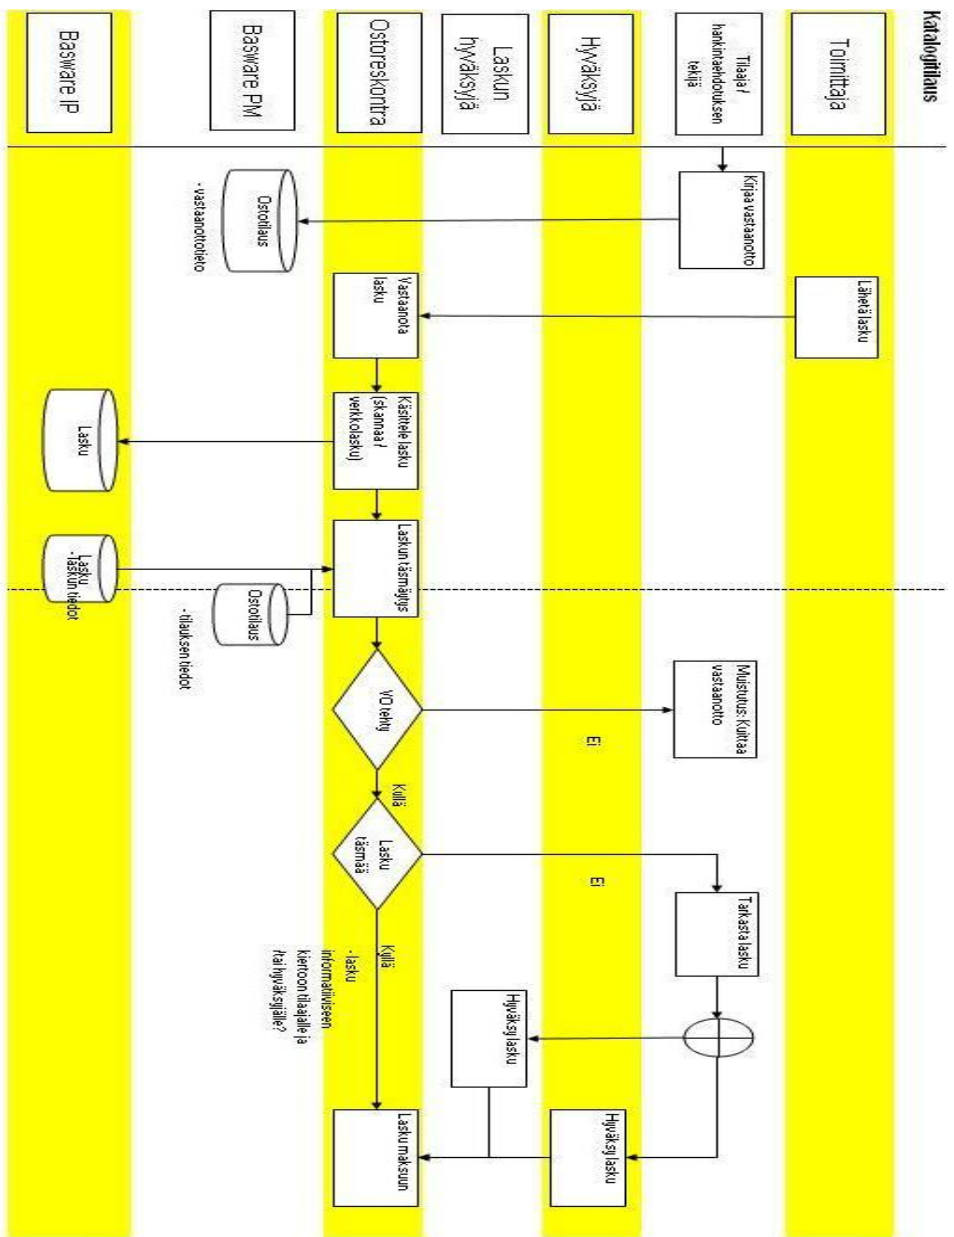 Katalogitilaus
Toimittaja
Tilaaja /
hankintaehdotuksen
tekijä
Hyväksyjä
Laskun
hyväksyjä
Ostoreskontra
Basware PM
Basware IP
Kirjaa vastaanotto
Ostotilaus
- vastaanottotieto
Lähetä lasku
Vastaanota
lasku
Käsittele lasku
(skannaa /
verkkolasku)
Lasku
Laskun täsmäytys
Lasku
- laskun tiedot
Ostotilaus
- tilauksen tiedot
VO tehty
Ei
Muistutus: Kuittaa
vastaanotto
Kyllä
Lasku
täsmää
Ei
Tarkasta lasku
Kyllä
- lasku
informatiiviseen
kiertoon tilaajalle ja
/tai hyväksyjälle?
Hyväksy lasku
Hyväksy lasku
Lasku maksuun